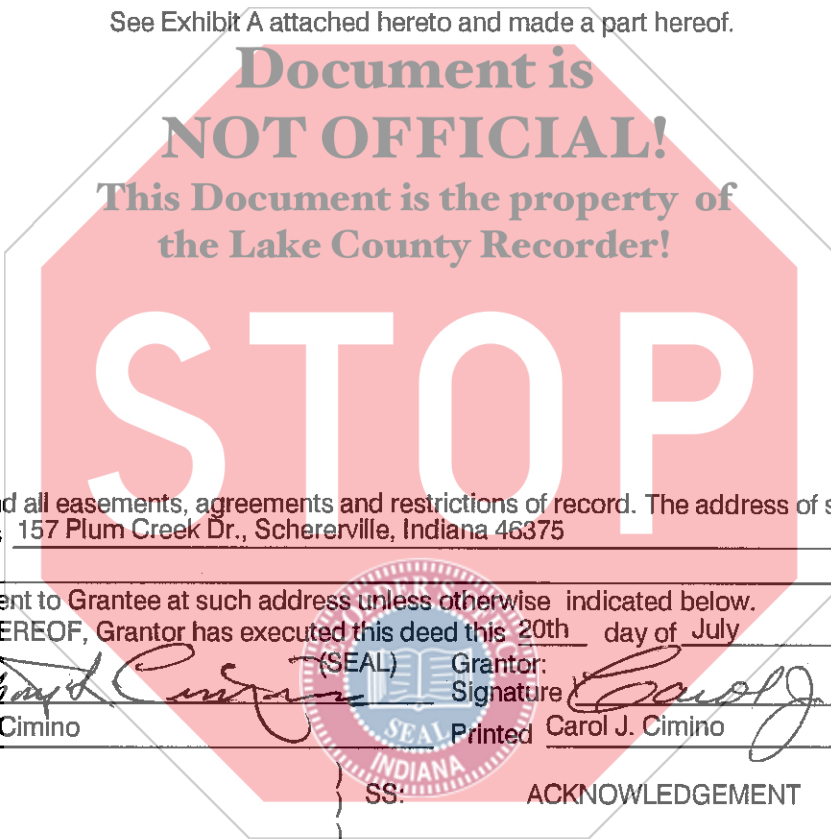 See Exhibit A attached hereto and made a part hereof.
Document is
NOT OFFICIAL!
This Document is the property of
the Lake County Recorder!
STOP
d all easements, agreements and restrictions of record. The address of s
157 Plum Creek Dr., Schererville, Indiana 46375
ent to Grantee at such address unless otherwise indicated below.
EREOF, Grantor has executed this deed this 20th day of July
(SEAL) Grantor:
Signature Carol J.
Cimino Printed Carol J. Cimino
SEAL
INDIANA
) SS: ACKNOWLEDGEMENT
)